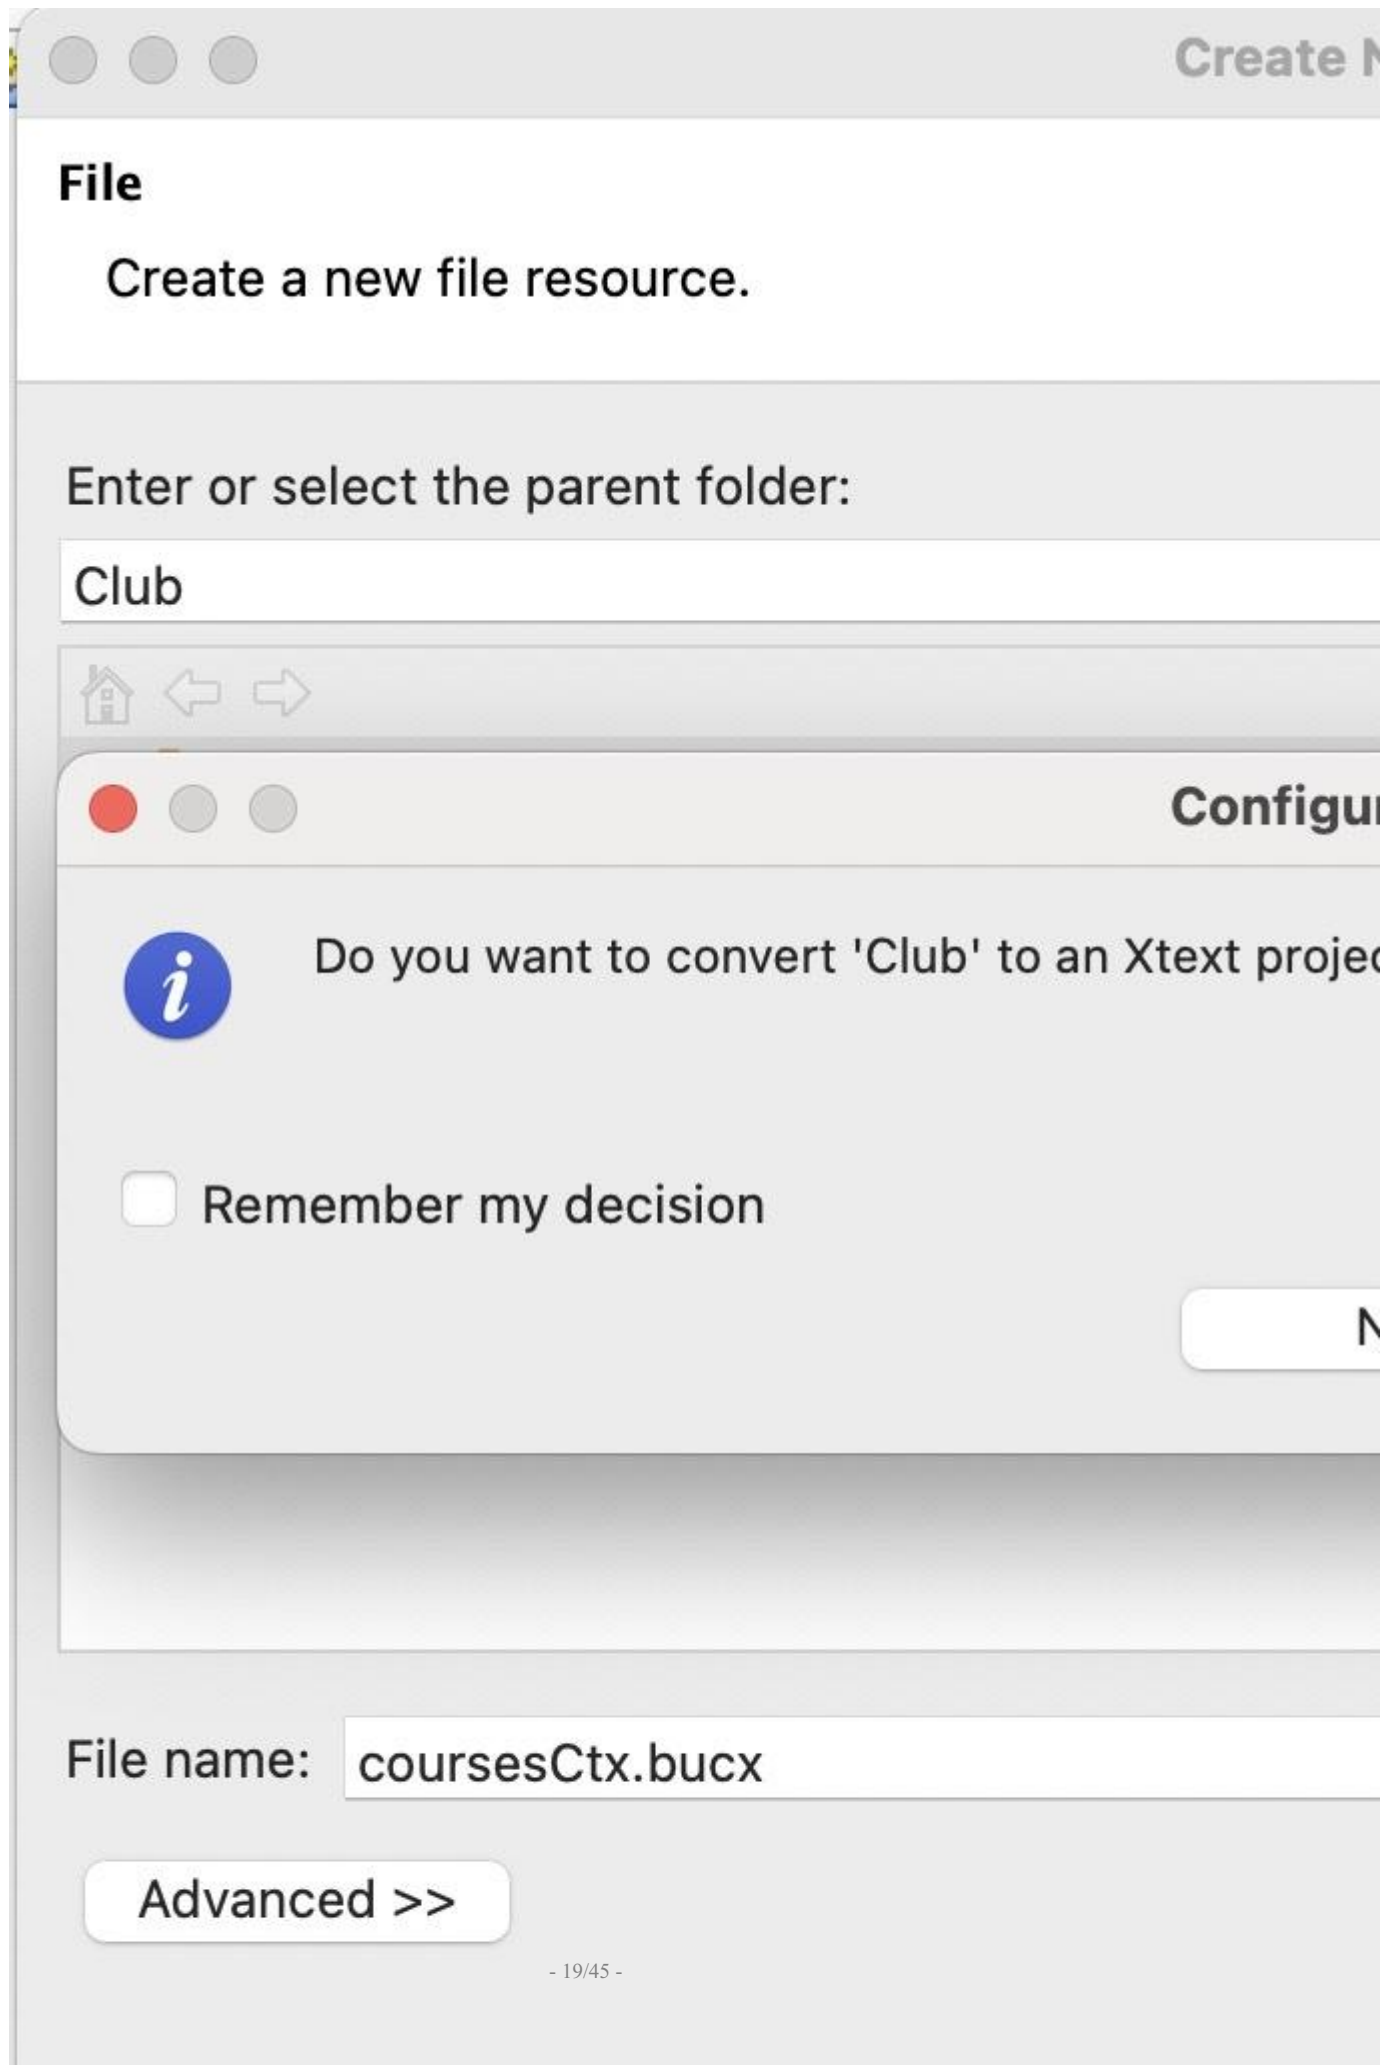 Create
File
Create a new file resource.
Enter or select the parent folder:
Club
Configur
Do you want to convert 'Club' to an Xtext projec
Remember my decision
N
File name: coursesCtx.bucx
Advanced >>
- 19/45 -